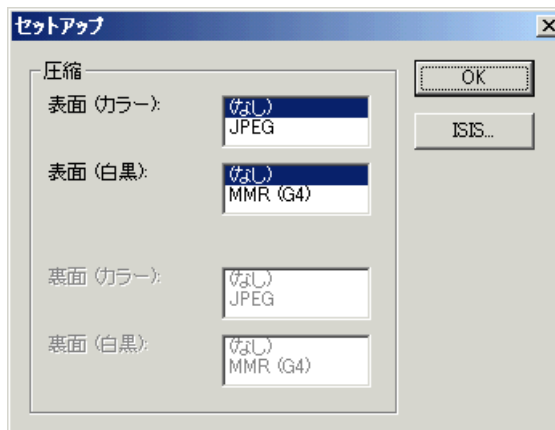 セットアップ
圧縮
表面 (カラー):
(なし)
JPEG
表面 (白黒):
(なし)
MMR (G4)
裏面 (カラー):
(なし)
JPEG
裏面 (白黒):
(なし)
MMR (G4)
OK
ISIS...